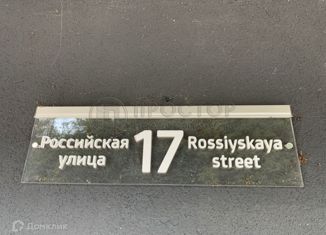 ПРОСТОР
Российская 17 Rossiyskaya
улица street
Домклик